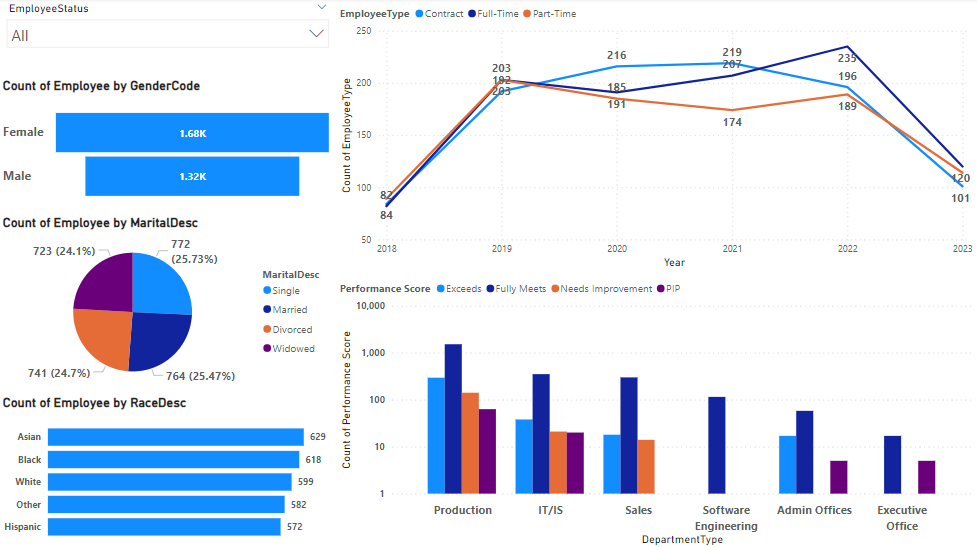 EmployeeStatus
All
Count of Employee by GenderCode
Female 1.68K
Male 1.32K
Count of Employee by MaritalDesc
723 (24.1%)
772
(25.73%)
741 (24.7%)
764 (25.47%)
MaritalDesc
Single
Married
Divorced
Widowed
Count of Employee by RaceDesc
Asian 629
Black 618
White 599
Other 582
Hispanic 572
EmployeeType Contract Full-Time Part-Time
Count of EmployeeType
250
200
150
100
50
203
192
203
216
185
191
219
207
174
235
196
189
82
84
120
101
2018 2019 2020 2021 2022 2023
Year
Performance Score Exceeds Fully Meets Needs Improvement PIP
Count of Performance Score
10,000
1,000
100
10
1
Production IT/IS Sales Software Admin Offices Executive
Engineering Office
DepartmentType